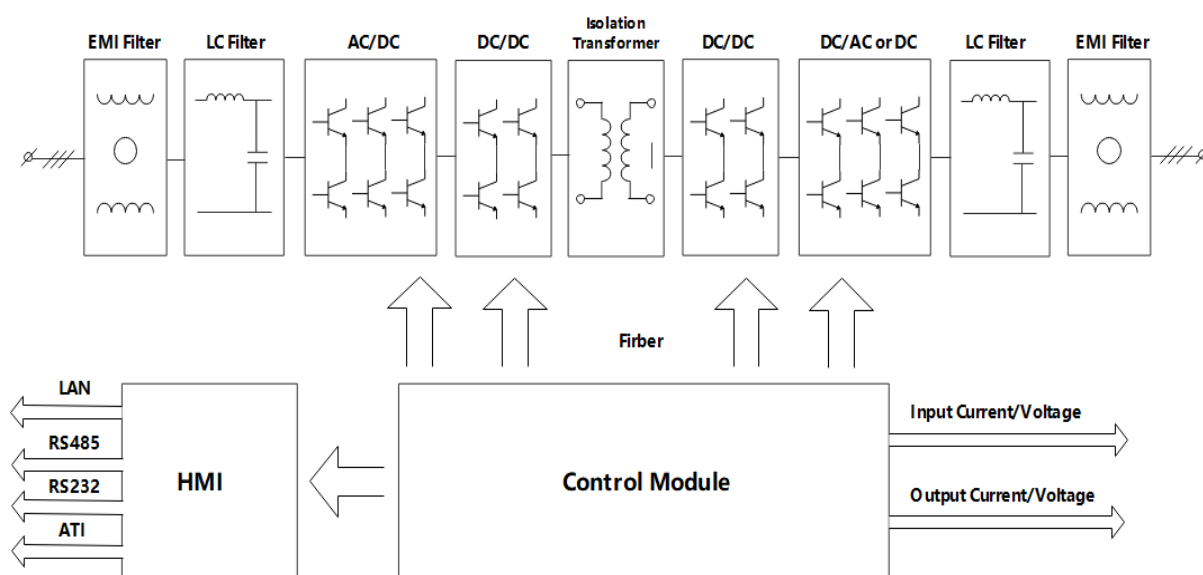 Isolation
EMI Filter LC Filter AC/DC DC/DC Transformer DC/DC DC/AC or DC LC Filter EMI Filter
Firber
LAN
RS485
RS232
ATI
HMI
Control Module
Input Current/Voltage
Output Current/Voltage